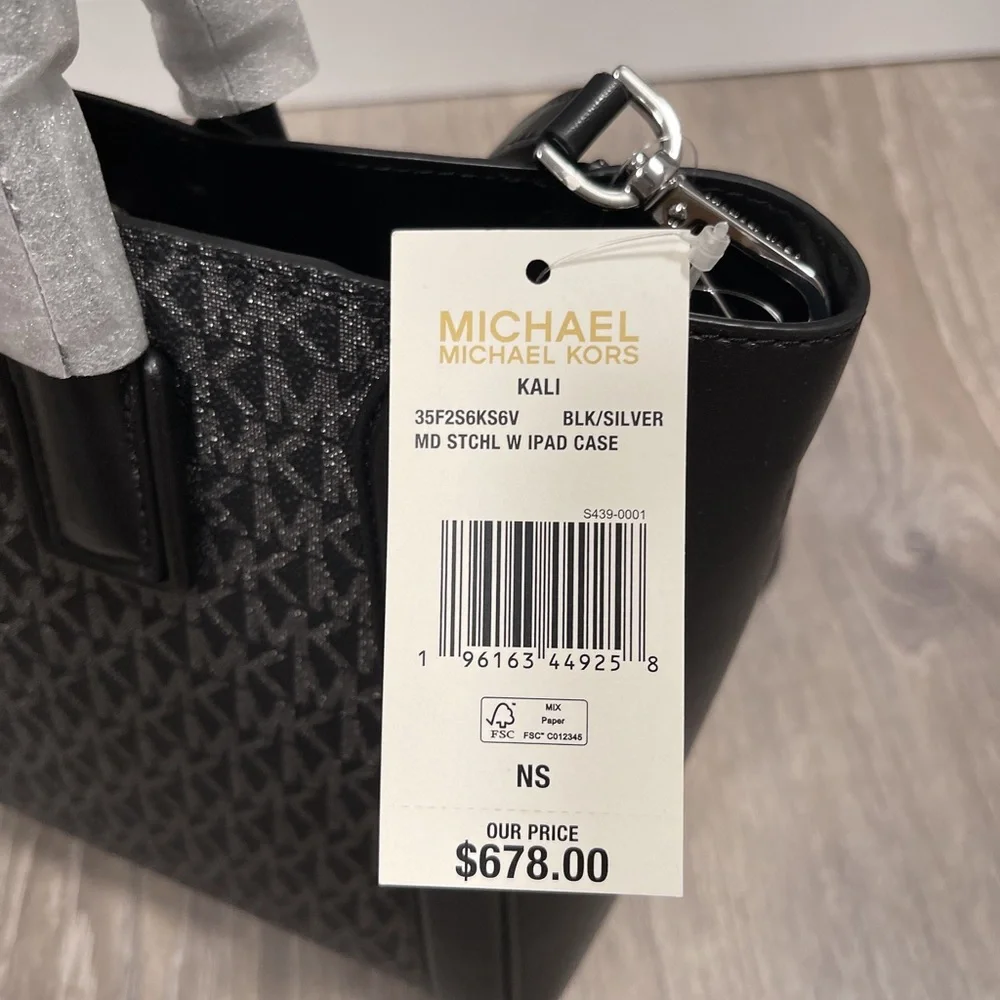 MICHAEL
MICHAEL KORS
KALI
35F2S6KS6V BLK/SILVER
MD STCHL W IPAD CASE
S439-0001
1 96163 44925 8
MIX
Paper
FSC™ C012345
FSC
NS
OUR PRICE
$678.00